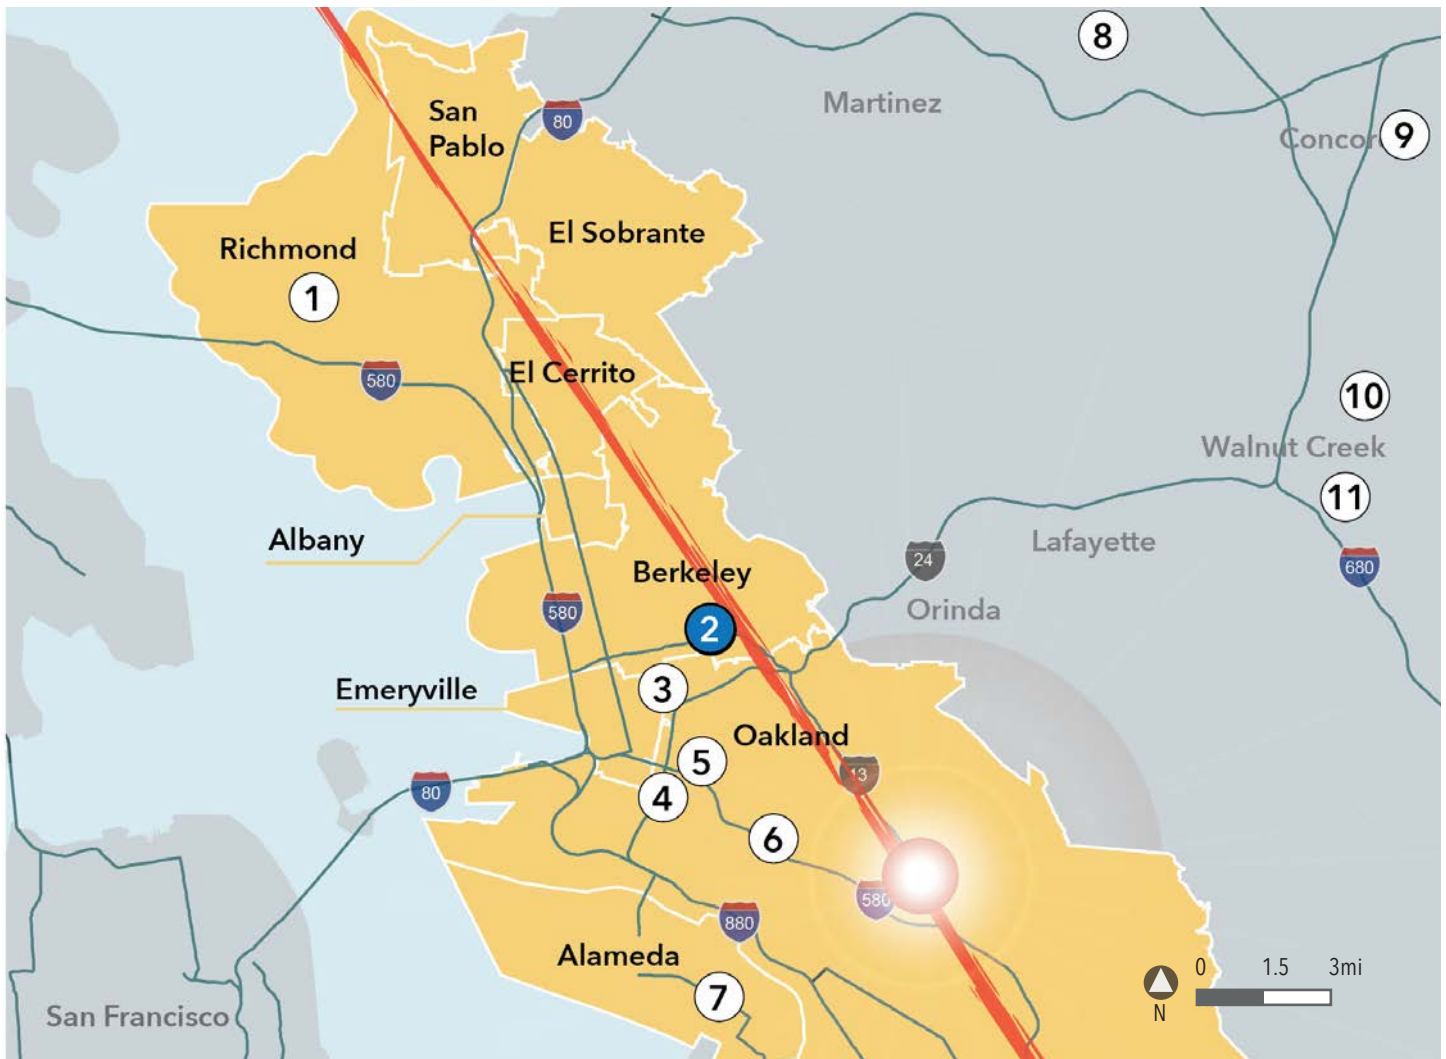 8
Martinez
San
Pablo
80
Concor
9
El Sobrante
Richmond
1
580
El Cerrito
10
Walnut Creek
11
Albany
Lafayette
24
680
Berkeley
580
Orinda
2
Emeryville
3
Oakland
5
13
80
4
6
580
880
Alameda
7
0 1.5 3mi
N
San Francisco